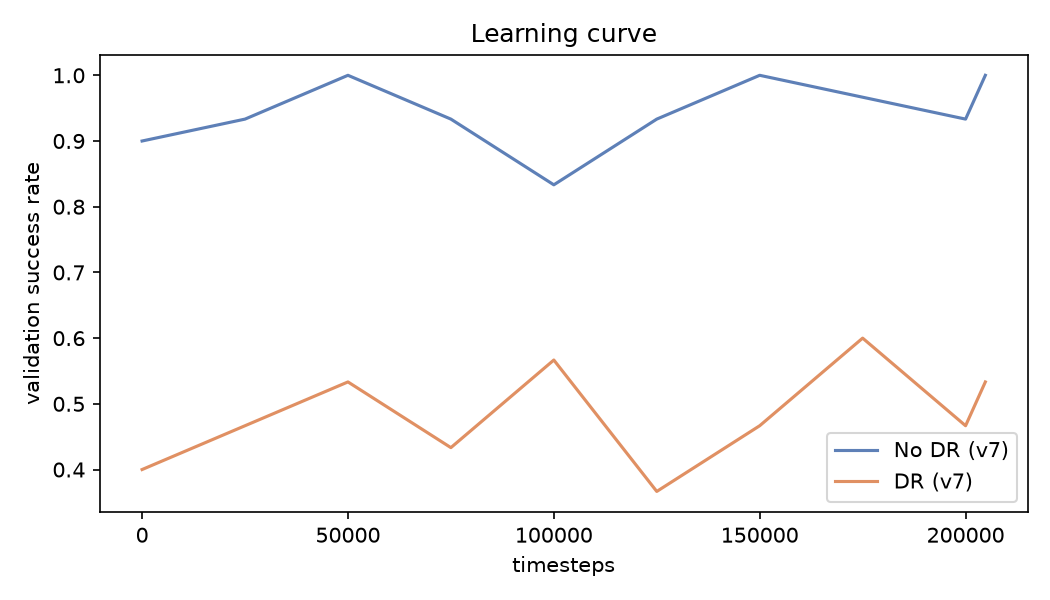 Learning curve
validation success rate
1.0
0.9
0.8
0.7
0.6
0.5
0.4
No DR (v7)
DR (v7)
0
50000
100000
150000
200000
timesteps